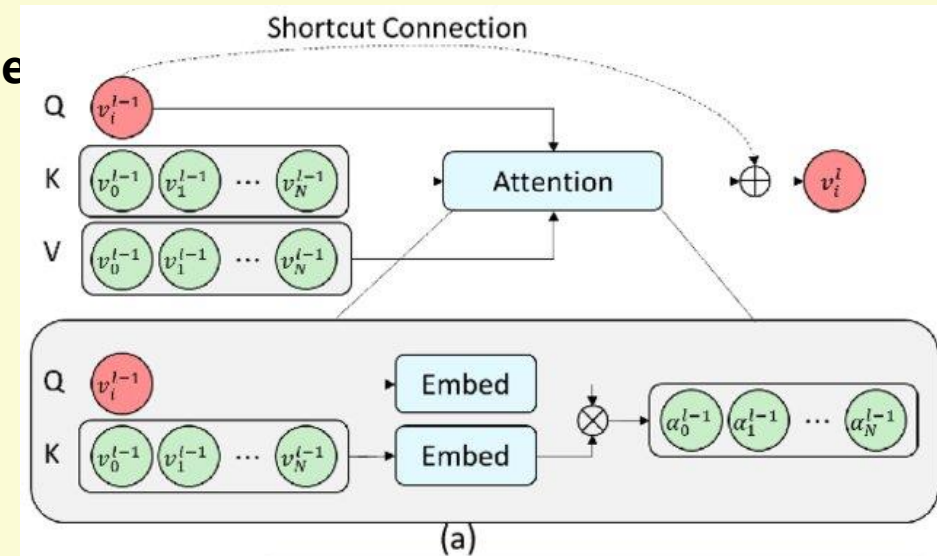 Shortcut Connection
e
Q v_i^{l-1}
K v_0^{l-1} v_1^{l-1} ... v_N^{l-1}
Attention
v_i^l
V v_0^{l-1} v_1^{l-1} ... v_N^{l-1}
Q v_i^{l-1} Embed
K v_0^{l-1} v_1^{l-1} ... v_N^{l-1} Embed
α_0^{l-1} α_1^{l-1} ... α_N^{l-1}
(a)